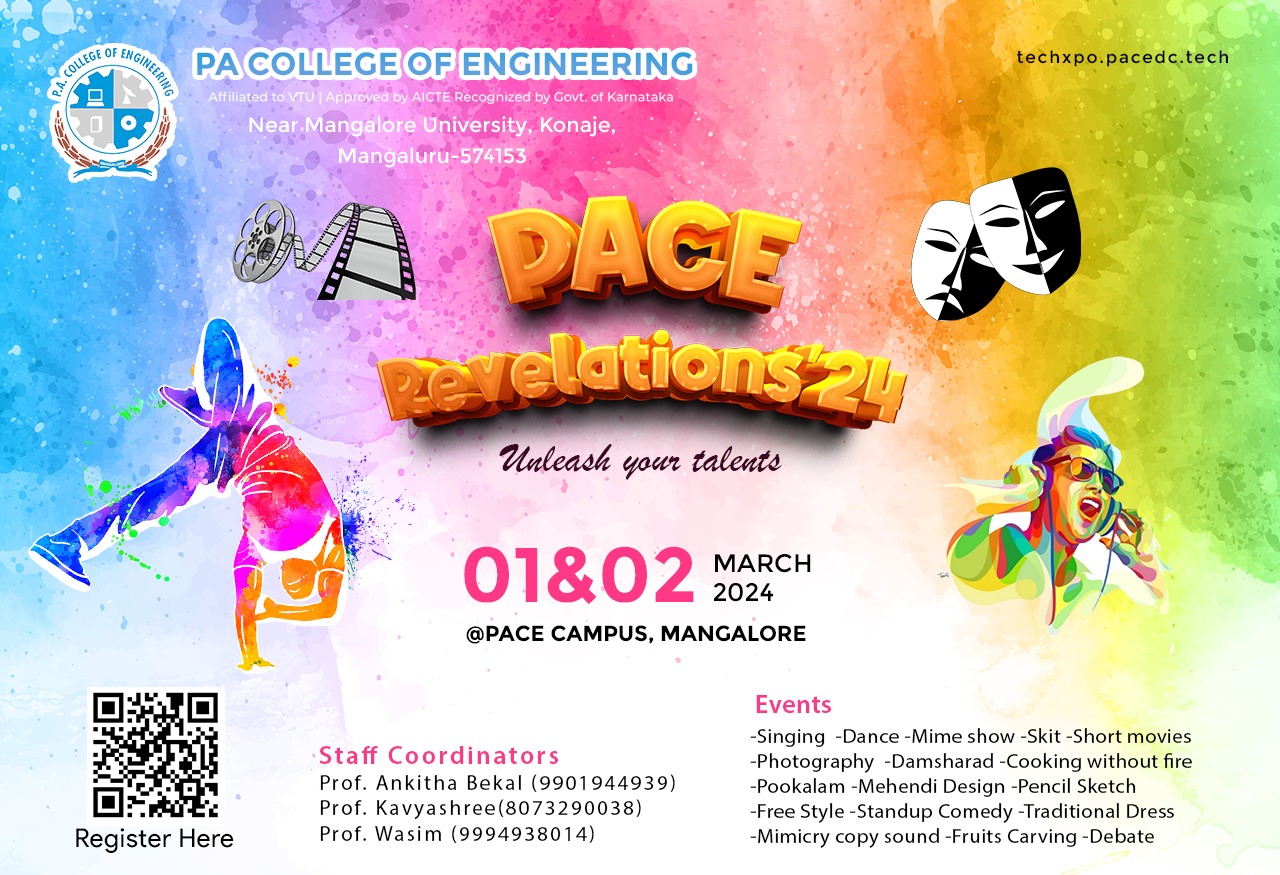 P.A. COLLEGE OF ENGINEERING
MANGALORE
PA COLLEGE OF ENGINEERING
Affiliated to VTU | Approved by AICTE Recognized by Govt. of Karnataka
Near Mangalore University, Konaje,
Mangaluru-574153
techxpo.pacedc.tech
PACE
Revelations'24
Unleash your talents
01&02 MARCH
2024
@PACE CAMPUS, MANGALORE
Register Here
Staff Coordinators
Prof. Ankitha Bekal (9901944939)
Prof. Kavyashree(8073290038)
Prof. Wasim (9994938014)
Events
-Singing -Dance -Mime show -Skit -Short movies
-Photography -Damsharad -Cooking without fire
-Pookalam -Mehendi Design -Pencil Sketch
-Free Style -Standup Comedy -Traditional Dress
-Mimicry copy sound -Fruits Carving -Debate